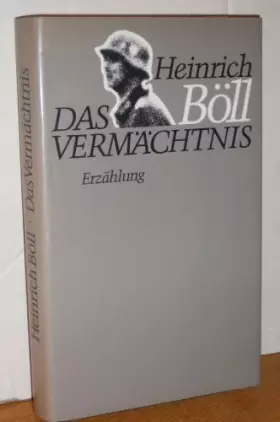 Heinrich
Böll
DAS
VERMÄCHTNIS
Erzählung
Heinrich Böll · Das Vermächtnis